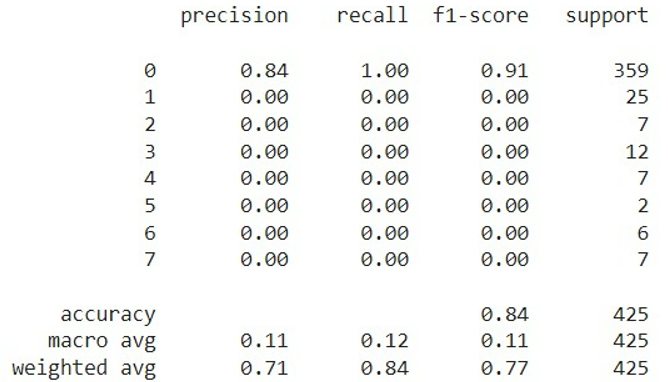 precision recall f1-score support
0 0.84 1.00 0.91 359
1 0.00 0.00 0.00 25
2 0.00 0.00 0.00 7
3 0.00 0.00 0.00 12
4 0.00 0.00 0.00 7
5 0.00 0.00 0.00 2
6 0.00 0.00 0.00 6
7 0.00 0.00 0.00 7
accuracy 0.84 425
macro avg 0.11 0.12 0.11 425
weighted avg 0.71 0.84 0.77 425